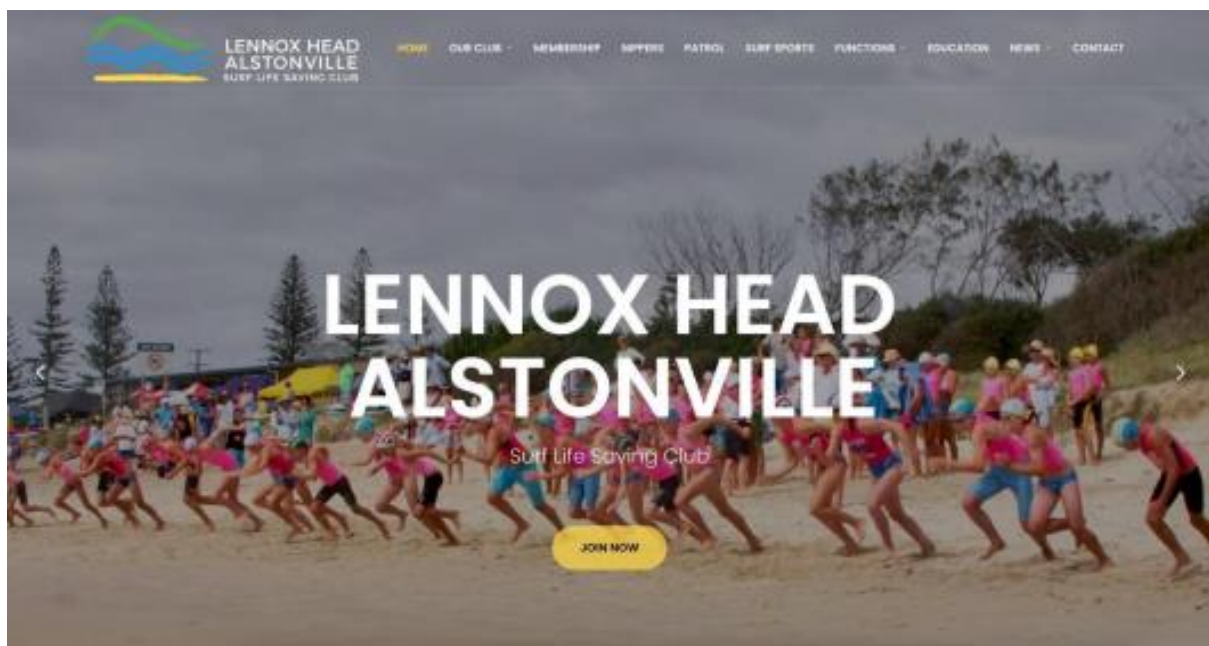 LENNOX HEAD
ALSTONVILLE
SURF LIFE SAVING CLUB
HOME OUR CLUB MEMBERSHIP NIPPERS PATROL SURF SPORTS FUNCTIONS EDUCATION NEWS CONTACT
LENNOX HEAD
ALSTONVILLE
Surf Life Saving Club
JOIN NOW